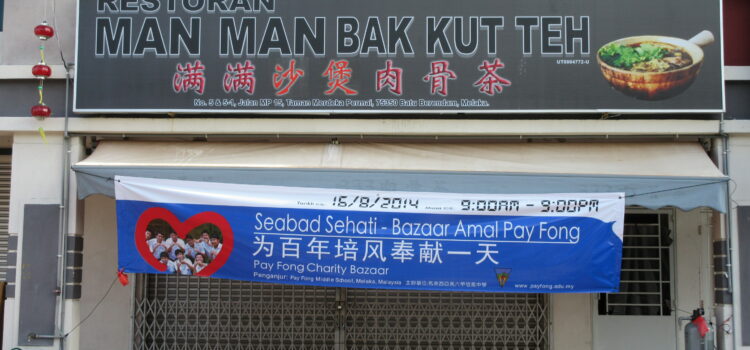 RESTORAN
MAN MAN BAK KUT TEH
满满沙煲肉骨茶
UT0004772-U
No. 5 & 5-1, Jalan MP 15, Taman Merdeka Permai, 75350 Batu Berendam, Melaka.
16/8/2014 9:00AM - 9:00PM
Seabad Sehati - Bazaar Amal Pay Fong
为百年培风奉献一天
Pay Fong Charity Bazaar
Penganjur: Pay Fong Middle School, Melaka, Malaysia
www.payfong.edu.my